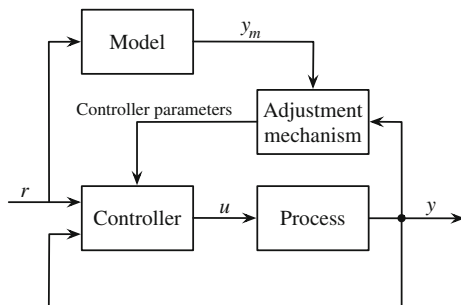 Model
y_m
Controller parameters
Adjustment
mechanism
r
Controller
u
Process
y